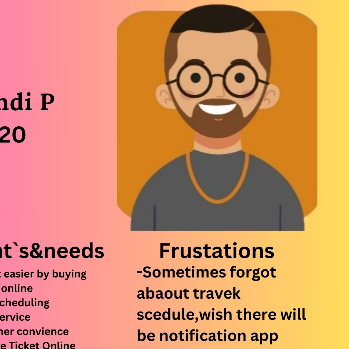 ndi P
20
nt`s&needs
Frustations
-Sometimes forgot
abaout travek
scedule,wish there will
be notification app
easier by buying
online
cheduling
ervice
ner convience
e Ticket Online